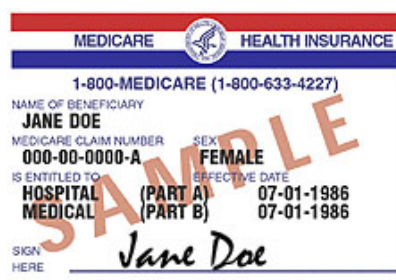 MEDICARE HEALTH INSURANCE
1-800-MEDICARE (1-800-633-4227)
NAME OF BENEFICIARY
JANE DOE
MEDICARE CLAIM NUMBER SEX
000-00-0000-A FEMALE
IS ENTITLED TO EFFECTIVE DATE
HOSPITAL (PART A) 07-01-1986
MEDICAL (PART B) 07-01-1986
SIGN
HERE Jane Doe
SAMPLE